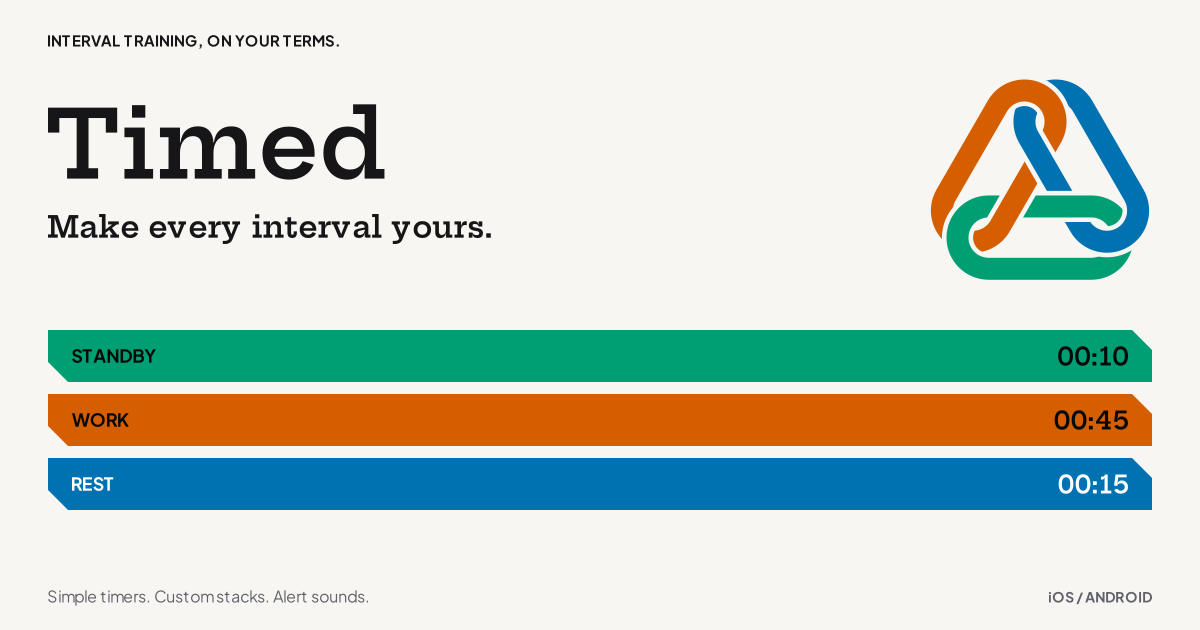 INTERVAL TRAINING, ON YOUR TERMS.
Timed
Make every interval yours.
STANDBY 00:10
WORK 00:45
REST 00:15
Simple timers. Custom stacks. Alert sounds.
iOS / ANDROID